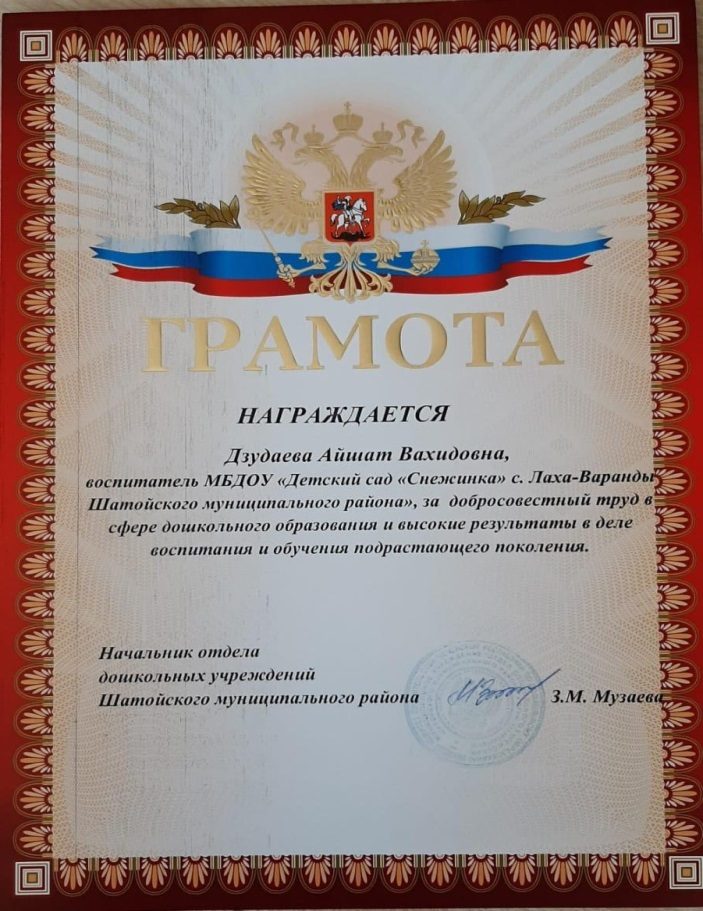 ГРАМОТА
НАГРАЖДАЕТСЯ
Дзудаева Айшат Вахидовна,
воспитатель МБДОУ «Детский сад «Снежинка» с. Лаха-Варанды
Шатойского муниципального района», за добросовестный труд в
сфере дошкольного образования и высокие результаты в деле
воспитания и обучения подрастающего поколения.
Начальник отдела
дошкольных учреждений
Шатойского муниципального района З.М. Музаева